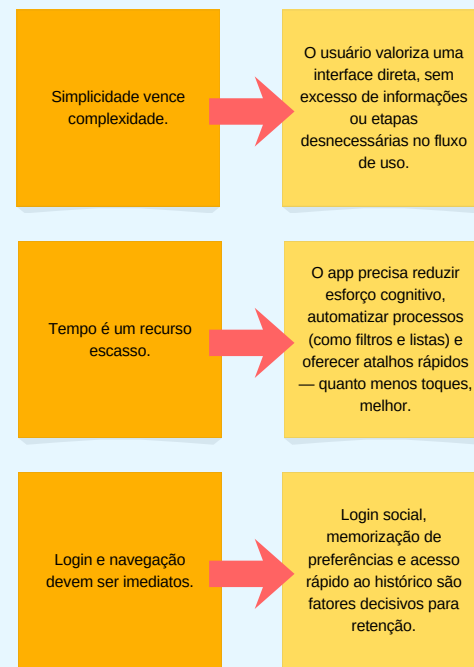 Simplicidade vence
complexidade.
O usuário valoriza uma
interface direta, sem
excesso de informações
ou etapas
desnecessárias no fluxo
de uso.
Tempo é um recurso
escasso.
O app precisa reduzir
esforço cognitivo,
automatizar processos
(como filtros e listas) e
oferecer atalhos rápidos
— quanto menos toques,
melhor.
Login e navegação
devem ser imediatos.
Login social,
memorização de
preferências e acesso
rápido ao histórico são
fatores decisivos para
retenção.